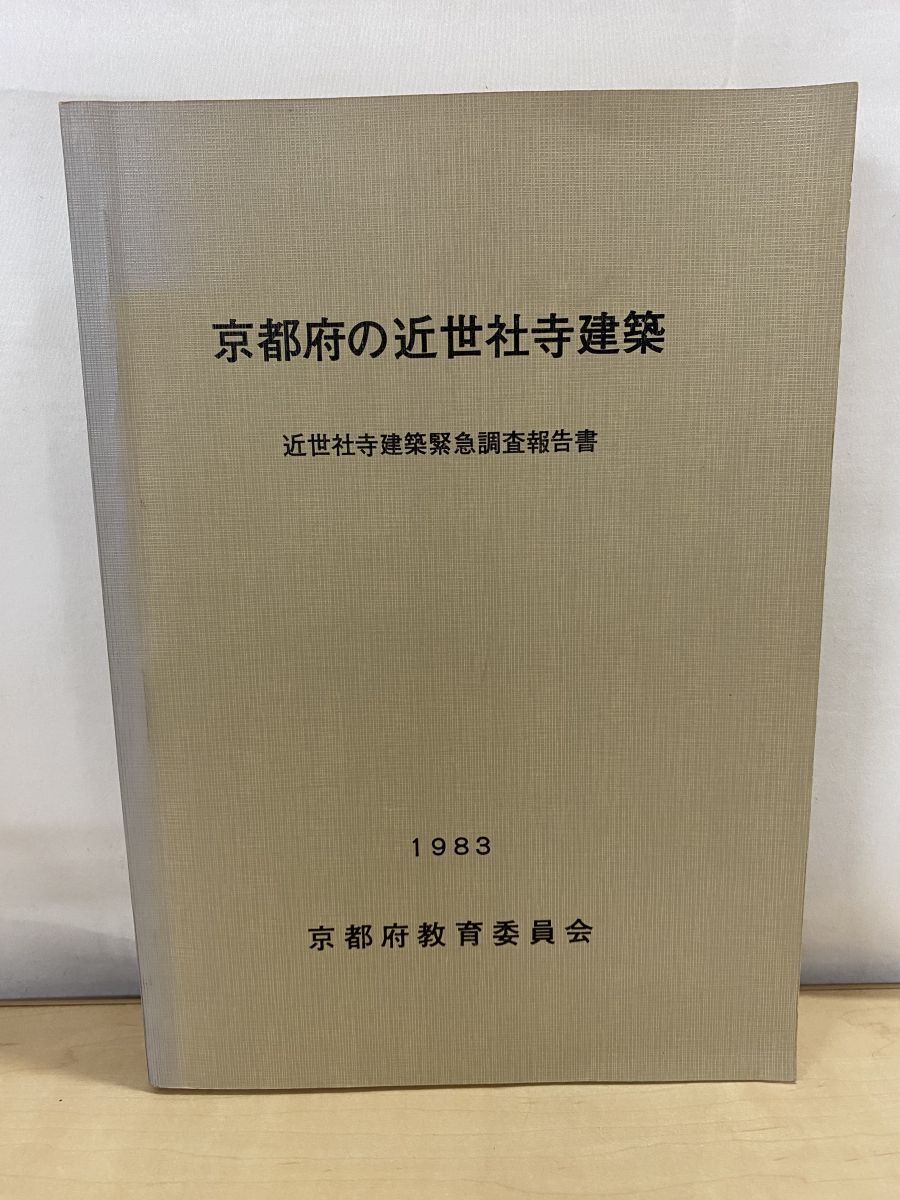 京都府の近世社寺建築
近世社寺建築緊急調査報告書
1983
京都府教育委員会